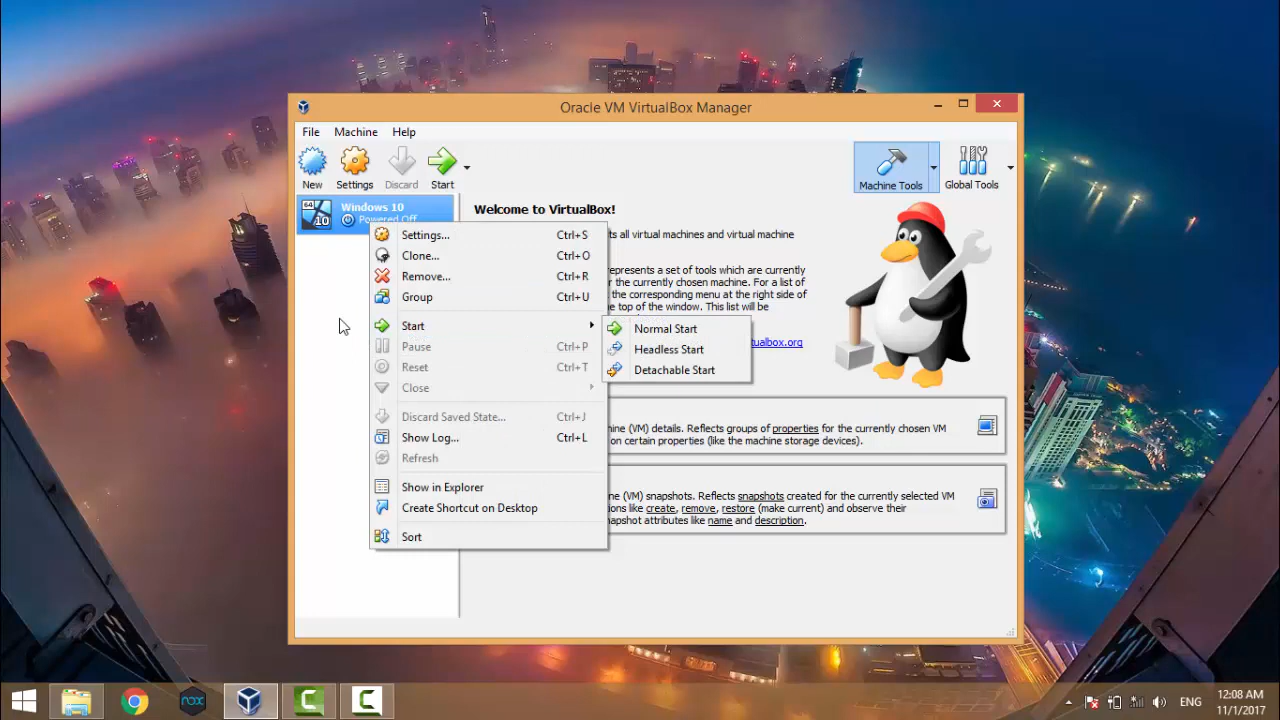 Oracle VM VirtualBox Manager
File Machine Help
New Settings Discard Start
Machine Tools Global Tools
64 10 Windows 10
Powered Off
Welcome to VirtualBox!
ts all virtual machines and virtual machine
epresents a set of tools which are currently
r the currently chosen machine. For a list of
the corresponding menu at the right side of
e top of the window. This list will be
tualbox.org
Settings... Ctrl+S
Clone... Ctrl+O
Remove... Ctrl+R
Group Ctrl+U
Start
Pause Ctrl+P
Reset Ctrl+T
Close
Discard Saved State... Ctrl+J
Show Log... Ctrl+L
Refresh
Show in Explorer
Create Shortcut on Desktop
Sort
Normal Start
Headless Start
Detachable Start
hine (VM) details. Reflects groups of properties for the currently chosen VM
on certain properties (like the machine storage devices).
ne (VM) snapshots. Reflects snapshots created for the currently selected VM
ions like create, remove, restore (make current) and observe their
apshot attributes like name and description.
nox
ENG
12:08 AM
11/1/2017